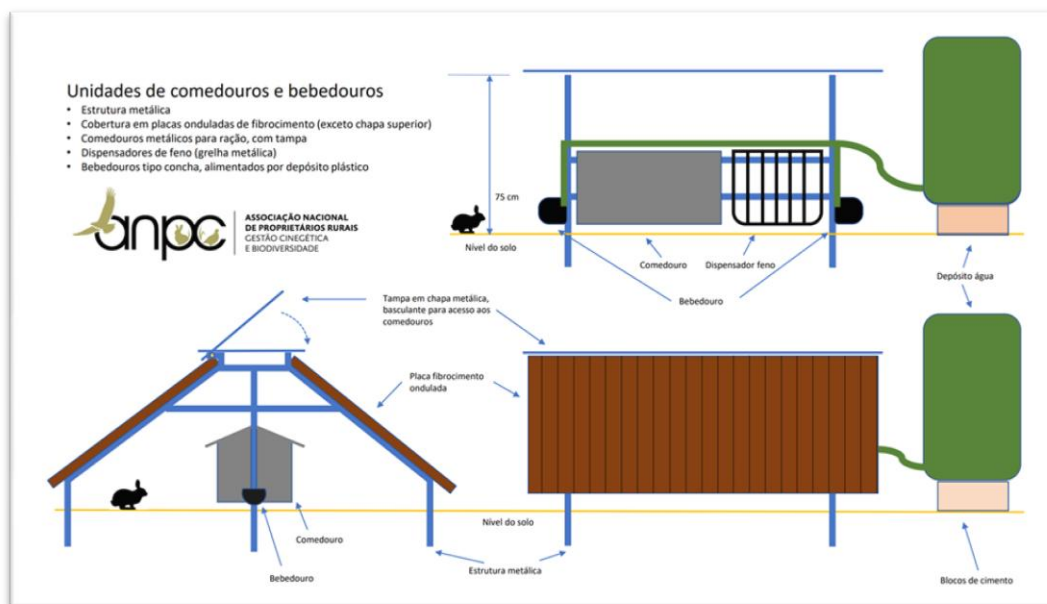 Unidades de comedouros e bebedouros
• Estrutura metálica
• Cobertura em placas onduladas de fibrocimento (exceto chapa superior)
• Comedouros metálicos para ração, com tampa
• Dispensadores de feno (grelha metálica)
• Bebedouros tipo concha, alimentados por depósito plástico
anpc
ASSOCIAÇÃO NACIONAL
DE PROPRIETÁRIOS RURAIS
GESTÃO CINEGÉTICA
E BIODIVERSIDADE
75 cm
Nível do solo
Comedouro
Dispensador feno
Bebedouro
Depósito água
Tampa em chapa metálica,
basculante para acesso aos
comedouros
Placa fibrocimento
ondulada
Nível do solo
Comedouro
Bebedouro
Estrutura metálica
Blocos de cimento